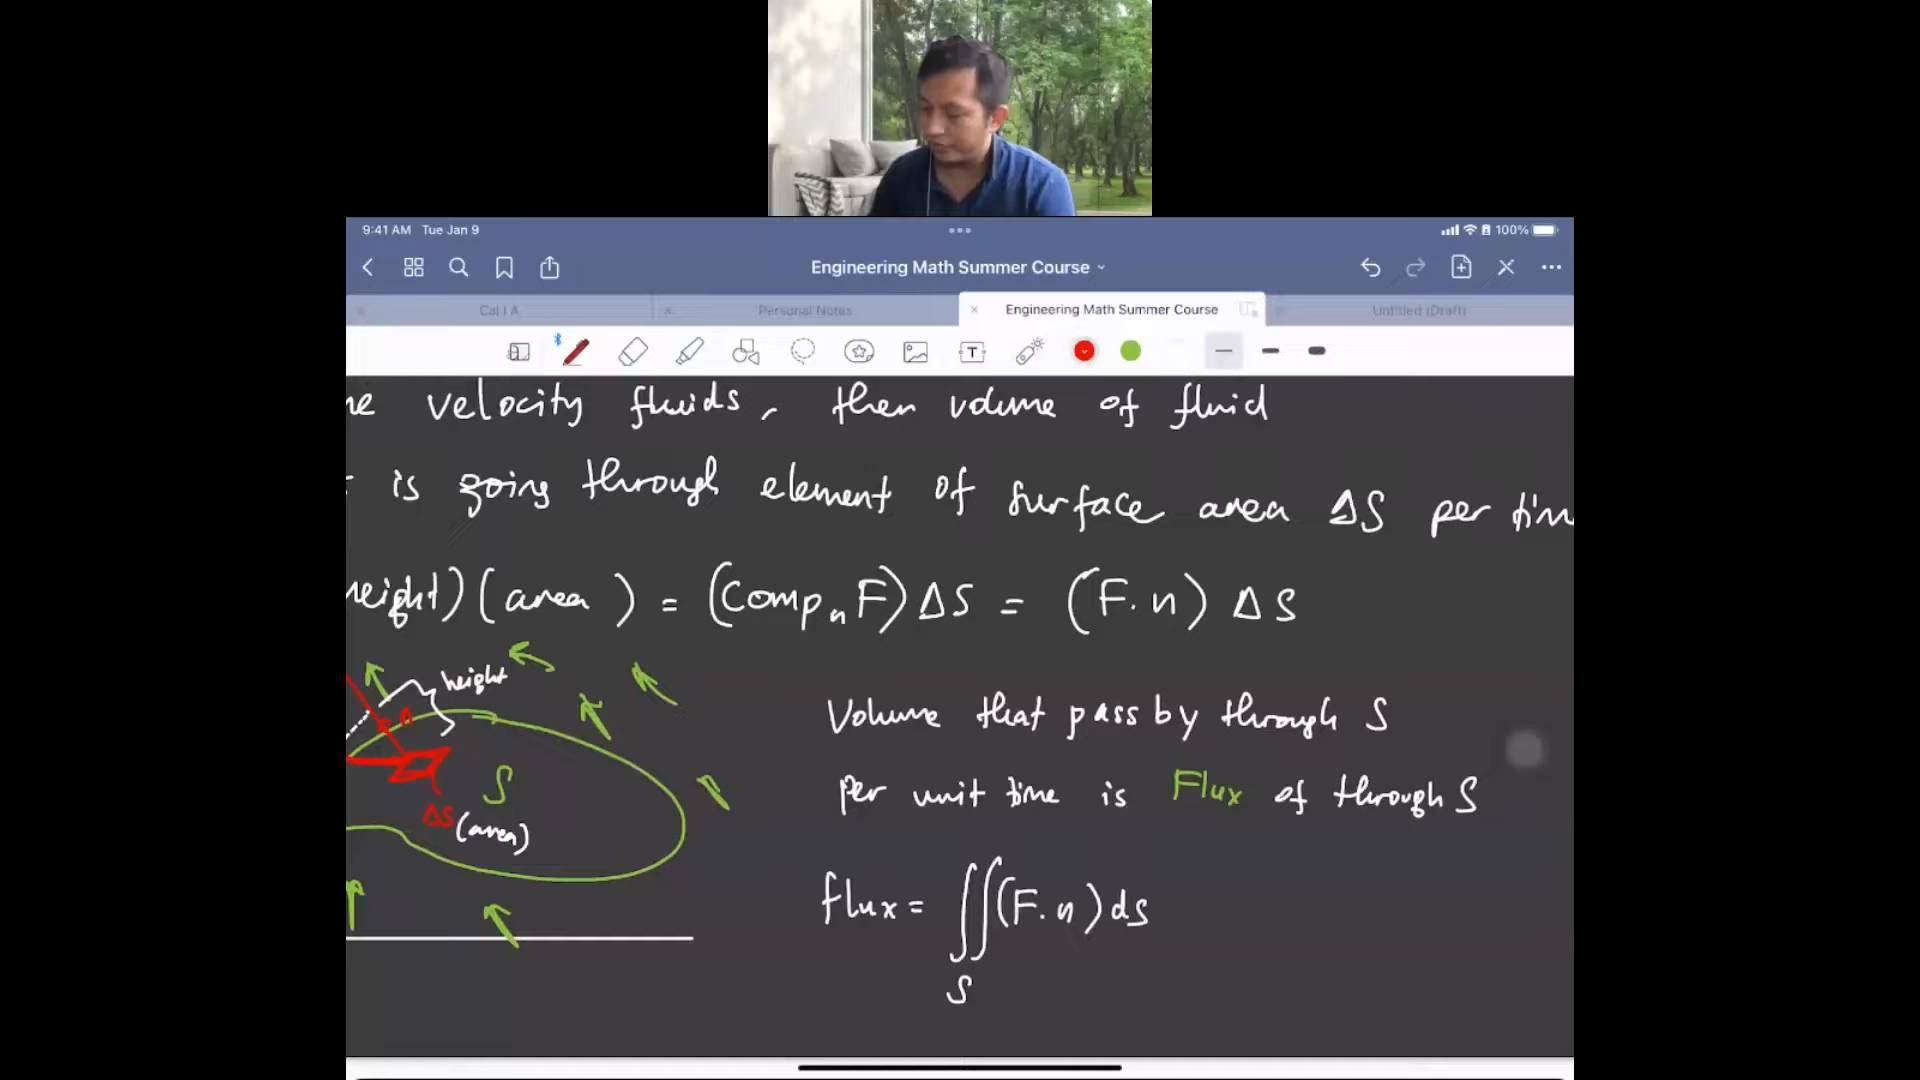 9:41 AM Tue Jan 9
100%
Engineering Math Summer Course
Cal I A
Personal Notes
Engineering Math Summer Course
Untitled (Draft)
T
ne velocity fluids, then volume of fluid
is going through element of surface area ΔS per tim
eight) (area) = (Comp_n F) ΔS = (F.n) ΔS
height
n
S
ΔS (area)
Volume that pass by through S
per unit time is Flux of through S
flux = ∬(F.n) dS
S